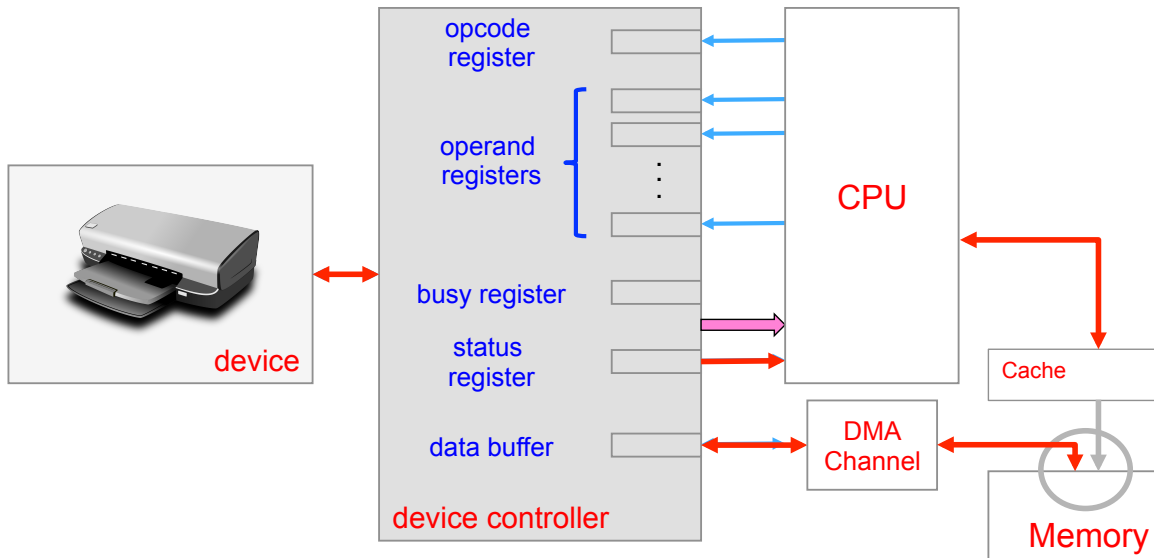 opcode
register
operand
registers
.
.
.
CPU
busy register
device
status
register
Cache
data buffer
DMA
Channel
device controller
Memory